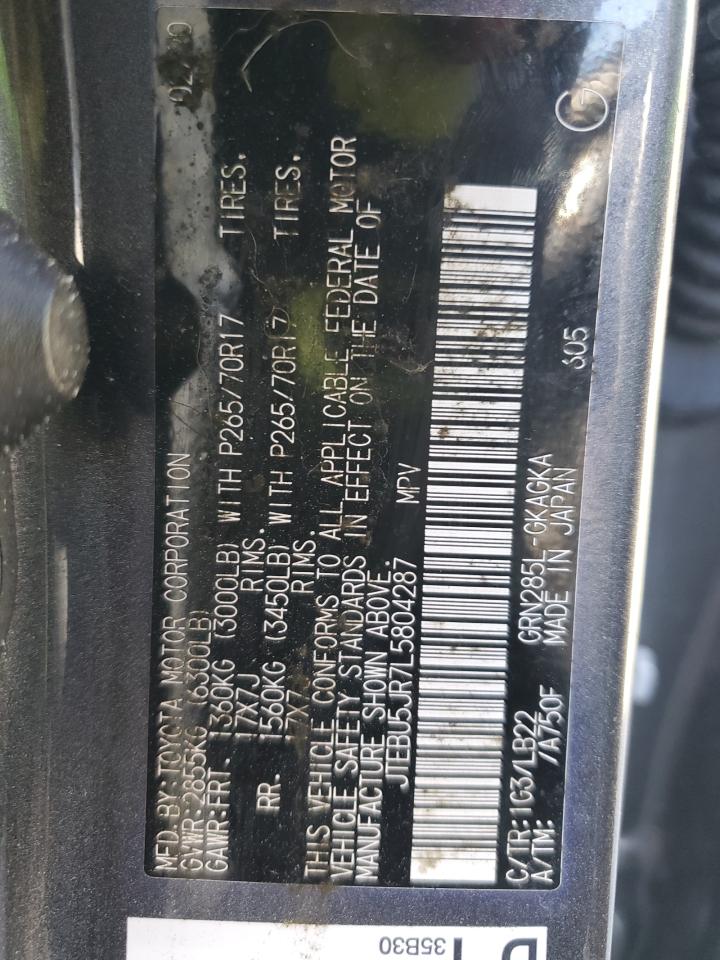 MFD.BY:TOYOTA MOTOR CORPORATION 02/20
GVWR:2855KG (6300LB)
GAWR:FRT. 1360KG (3000LB) WITH P265/70R17 TIRES.
17X7J RIMS.
RR. 1560KG (3450LB) WITH P265/70R17 TIRES.
17X7J RIMS.
THIS VEHICLE CONFORMS TO ALL APPLICABLE FEDERAL MOTOR
VEHICLE SAFETY STANDARDS IN EFFECT ON THE DATE OF
MANUFACTURE SHOWN ABOVE.
JTEBU5JR7L5804287 MPV
C/TR:1G3/LB22 GRN285L-GKAGKA
A/TM: /A750F MADE IN JAPAN 305
35B30